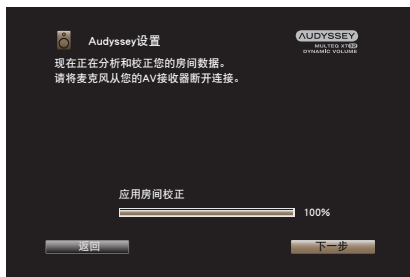 Audyssey设置
AUDYSSEY
MULTEQ XT32
DYNAMIC VOLUME
现在正在分析和校正您的房间数据。
请将麦克风从您的AV接收器断开连接。
应用房间校正
100%
返回
下一步